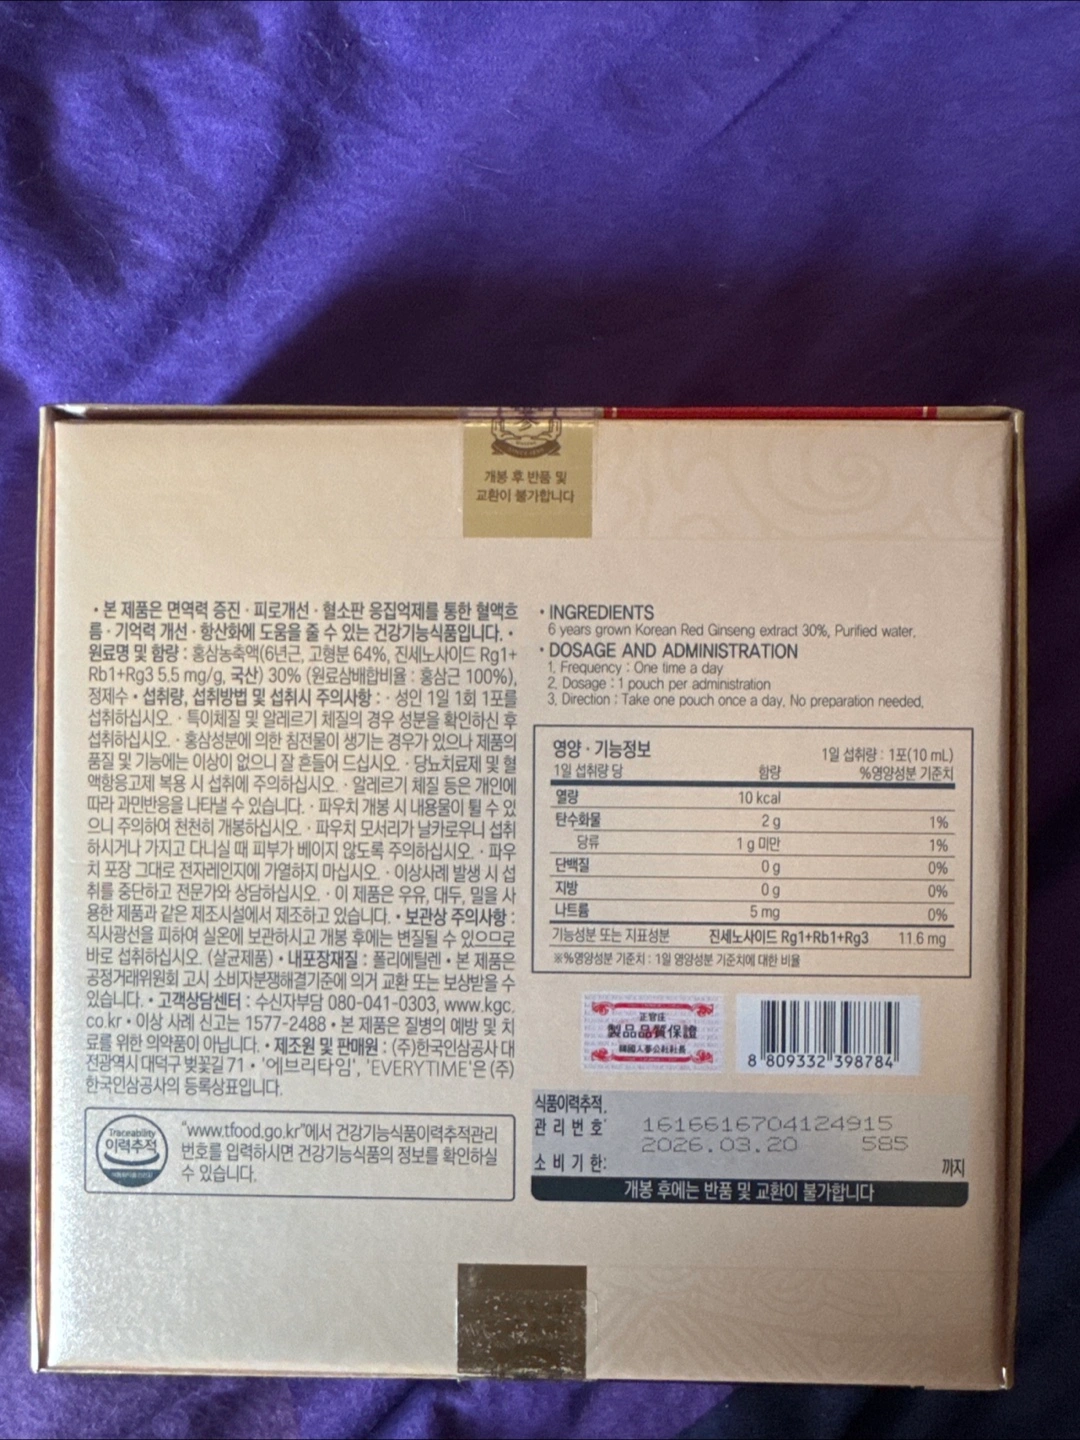 개봉 후 반품 및
교환이 불가합니다
• 본 제품은 면역력 증진 · 피로개선 · 혈소판 응집억제를 통한 혈액흐
름 · 기억력 개선 · 항산화에 도움을 줄 수 있는 건강기능식품입니다. •
원료명 및 함량 : 홍삼농축액(6년근, 고형분 64%, 진세노사이드 Rg1+
Rb1+Rg3 5.5 mg/g, 국산) 30% (원료삼배합비율 : 홍삼근 100%),
정제수 • 섭취량, 섭취방법 및 섭취시 주의사항 : · 성인 1일 1회 1포를
섭취하십시오. · 특이체질 및 알레르기 체질의 경우 성분을 확인하신 후
섭취하십시오. · 홍삼성분에 의한 침전물이 생기는 경우가 있으나 제품의
품질 및 기능에는 이상이 없으니 잘 흔들어 드십시오. · 당뇨치료제 및 혈
액항응고제 복용 시 섭취에 주의하십시오. · 알레르기 체질 등은 개인에
따라 과민반응을 나타낼 수 있습니다. · 파우치 개봉 시 내용물이 튈 수 있
으니 주의하여 천천히 개봉하십시오. · 파우치 모서리가 날카로우니 섭취
하시거나 가지고 다니실 때 피부가 베이지 않도록 주의하십시오. · 파우
치 포장 그대로 전자레인지에 가열하지 마십시오. · 이상사례 발생 시 섭
취를 중단하고 전문가와 상담하십시오. · 이 제품은 우유, 대두, 밀을 사
용한 제품과 같은 제조시설에서 제조하고 있습니다. • 보관상 주의사항 :
직사광선을 피하여 실온에 보관하시고 개봉 후에는 변질될 수 있으므로
바로 섭취하십시오. (살균제품) • 내포장재질 : 폴리에틸렌 • 본 제품은
공정거래위원회 고시 소비자분쟁해결기준에 의거 교환 또는 보상받을 수
있습니다. • 고객상담센터 : 수신자부담 080-041-0303, www.kgc.
co.kr • 이상 사례 신고는 1577-2488 • 본 제품은 질병의 예방 및 치
료를 위한 의약품이 아닙니다. • 제조원 및 판매원 : (주)한국인삼공사 대
전광역시 대덕구 벚꽃길 71 • '에브리타임', 'EVERYTIME'은 (주)
한국인삼공사의 등록상표입니다.
Traceability
이력추적
"www.tfood.go.kr"에서 건강기능식품이력추적관리
번호를 입력하시면 건강기능식품의 정보를 확인하실
수 있습니다.
• INGREDIENTS
6 years grown Korean Red Ginseng extract 30%, Purified water.
• DOSAGE AND ADMINISTRATION
1. Frequency : One time a day
2. Dosage : 1 pouch per administration
3. Direction : Take one pouch once a day. No preparation needed.
영양 · 기능정보 1일 섭취량 : 1포(10 mL)
1일 섭취량 당 함량 %영양성분 기준치
열량 10 kcal
탄수화물 2 g 1%
당류 1 g 미만 1%
단백질 0 g 0%
지방 0 g 0%
나트륨 5 mg 0%
기능성분 또는 지표성분 진세노사이드 Rg1+Rb1+Rg3 11.6 mg
※%영양성분 기준치 : 1일 영양성분 기준치에 대한 비율
正官庄
製品品質保證
韓國人蔘公社社長
8 809332 398784
식품이력추적
관리번호 1616616704124915
2026.03.20 585
소비기한: 까지
개봉 후에는 반품 및 교환이 불가합니다